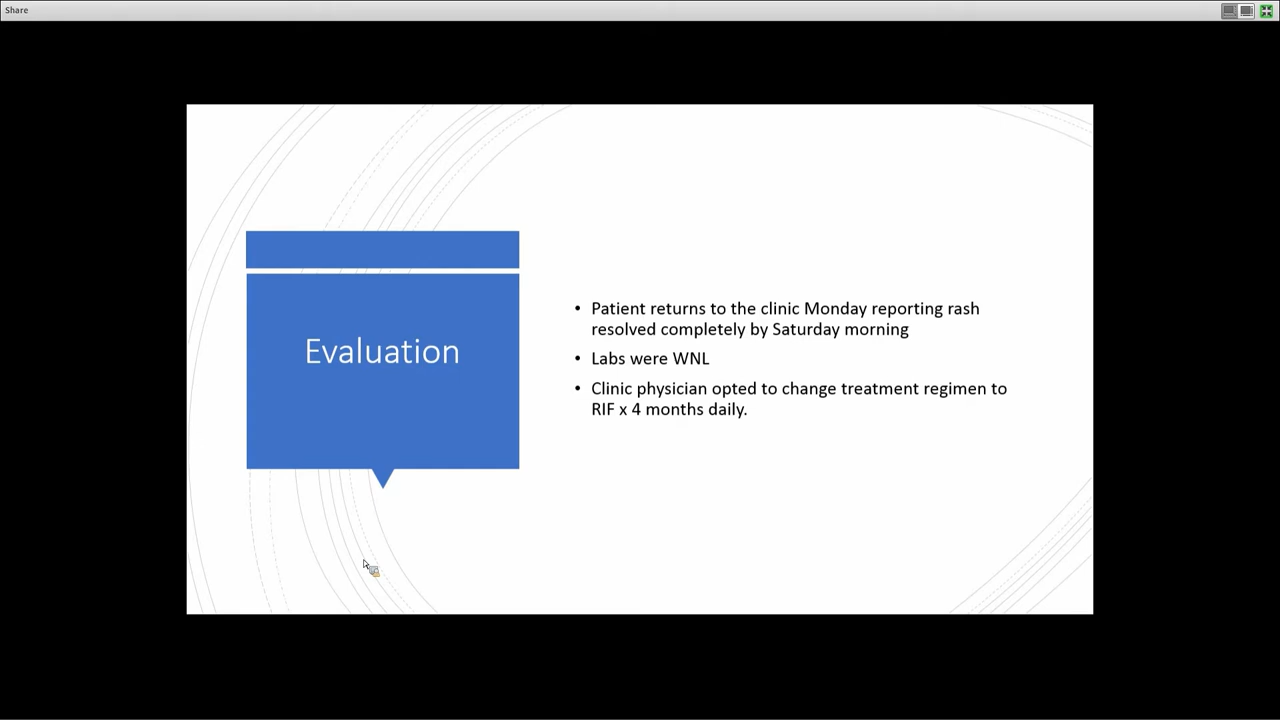 Share
Evaluation
• Patient returns to the clinic Monday reporting rash
resolved completely by Saturday morning
• Labs were WNL
• Clinic physician opted to change treatment regimen to
RIF x 4 months daily.